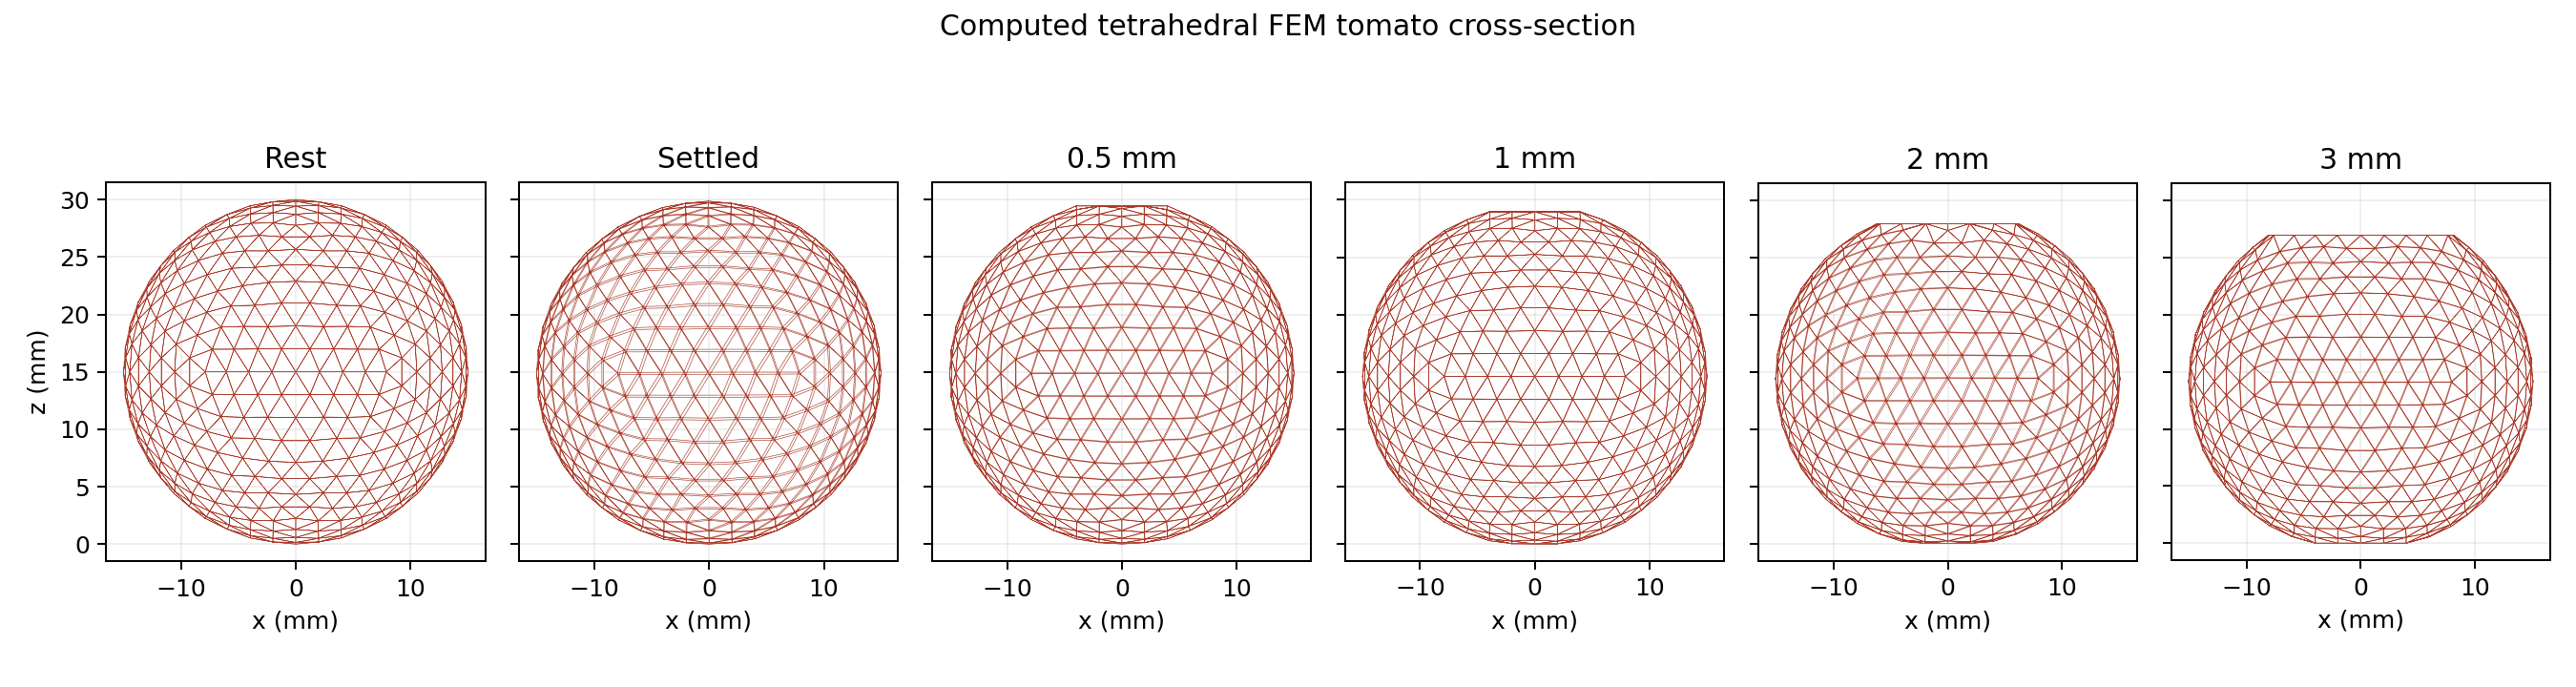 Computed tetrahedral FEM tomato cross-section
Rest
Settled
0.5 mm
1 mm
2 mm
3 mm
z (mm)
30
25
20
15
10
5
0
−10 0 10
−10 0 10
−10 0 10
−10 0 10
−10 0 10
−10 0 10
x (mm)
x (mm)
x (mm)
x (mm)
x (mm)
x (mm)